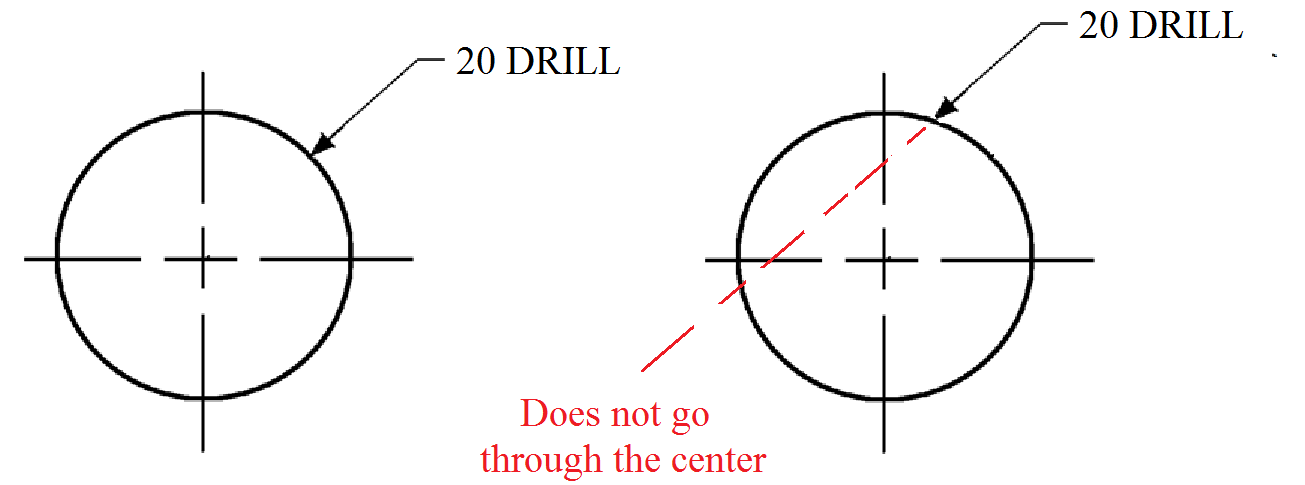 20 DRILL
20 DRILL
Does not go
through the center